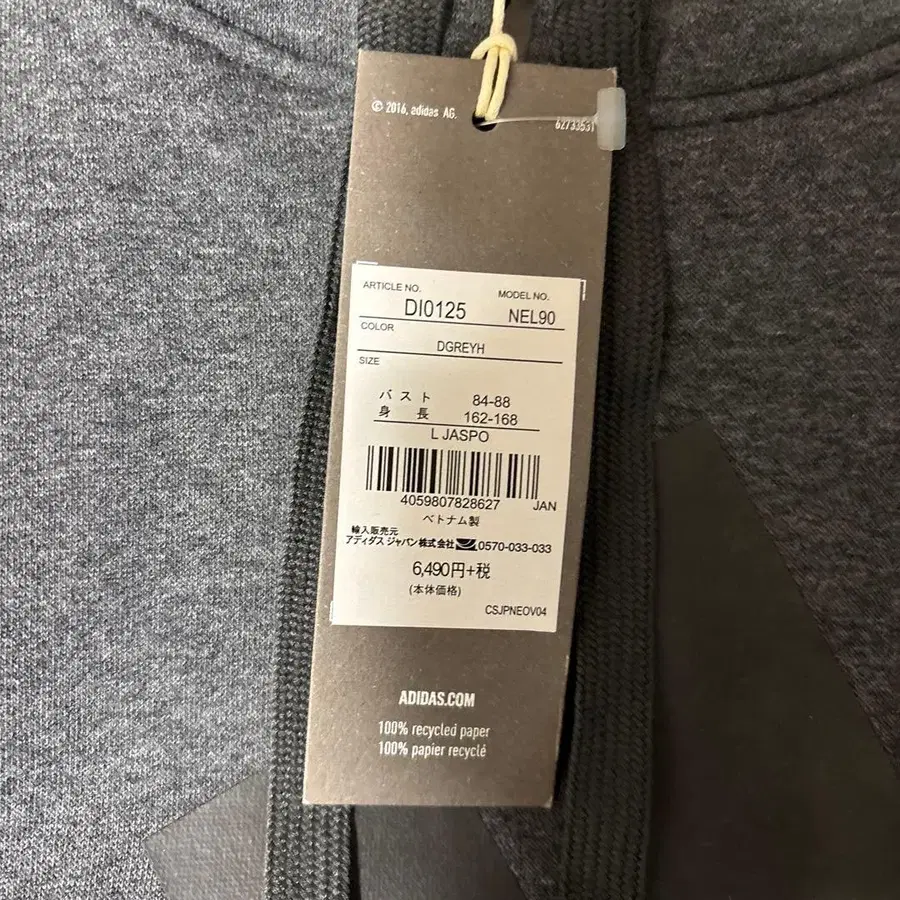 © 2016, adidas AG.
62733531
ARTICLE NO. MODEL NO.
DI0125 NEL90
COLOR
DGREYH
SIZE
バスト 84-88
身長 162-168
L JASPO
4059807828627 JAN
ベトナム製
輸入販売元
アディダス ジャパン株式会社 0570-033-033
6,490円+税
(本体価格)
CSJPNEOV04
ADIDAS.COM
100% recycled paper
100% papier recyclé